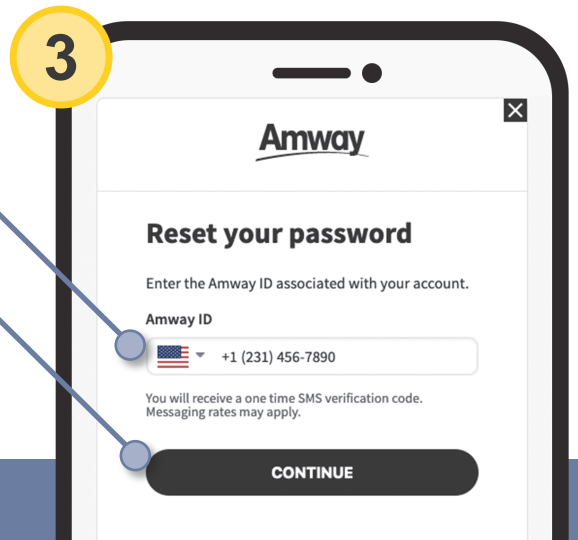 3
Amway
Reset your password
Enter the Amway ID associated with your account.
Amway ID
+1 (231) 456-7890
You will receive a one time SMS verification code.
Messaging rates may apply.
CONTINUE